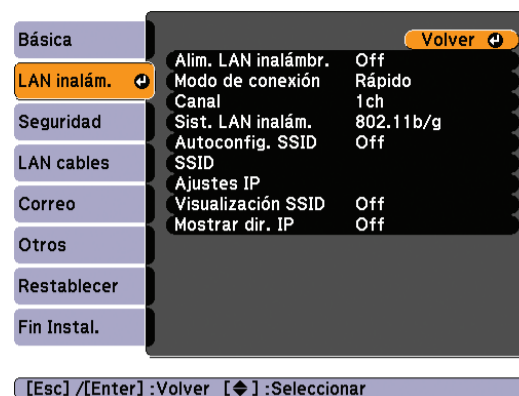 Básica
LAN inalám.
Seguridad
LAN cables
Correo
Otros
Restablecer
Fin Instal.
Volver
Alim. LAN inalámbr. Off
Modo de conexión Rápido
Canal 1ch
Sist. LAN inalám. 802.11b/g
Autoconfig. SSID Off
SSID
Ajustes IP
Visualización SSID Off
Mostrar dir. IP Off
[Esc] /[Enter] :Volver [◆] :Seleccionar